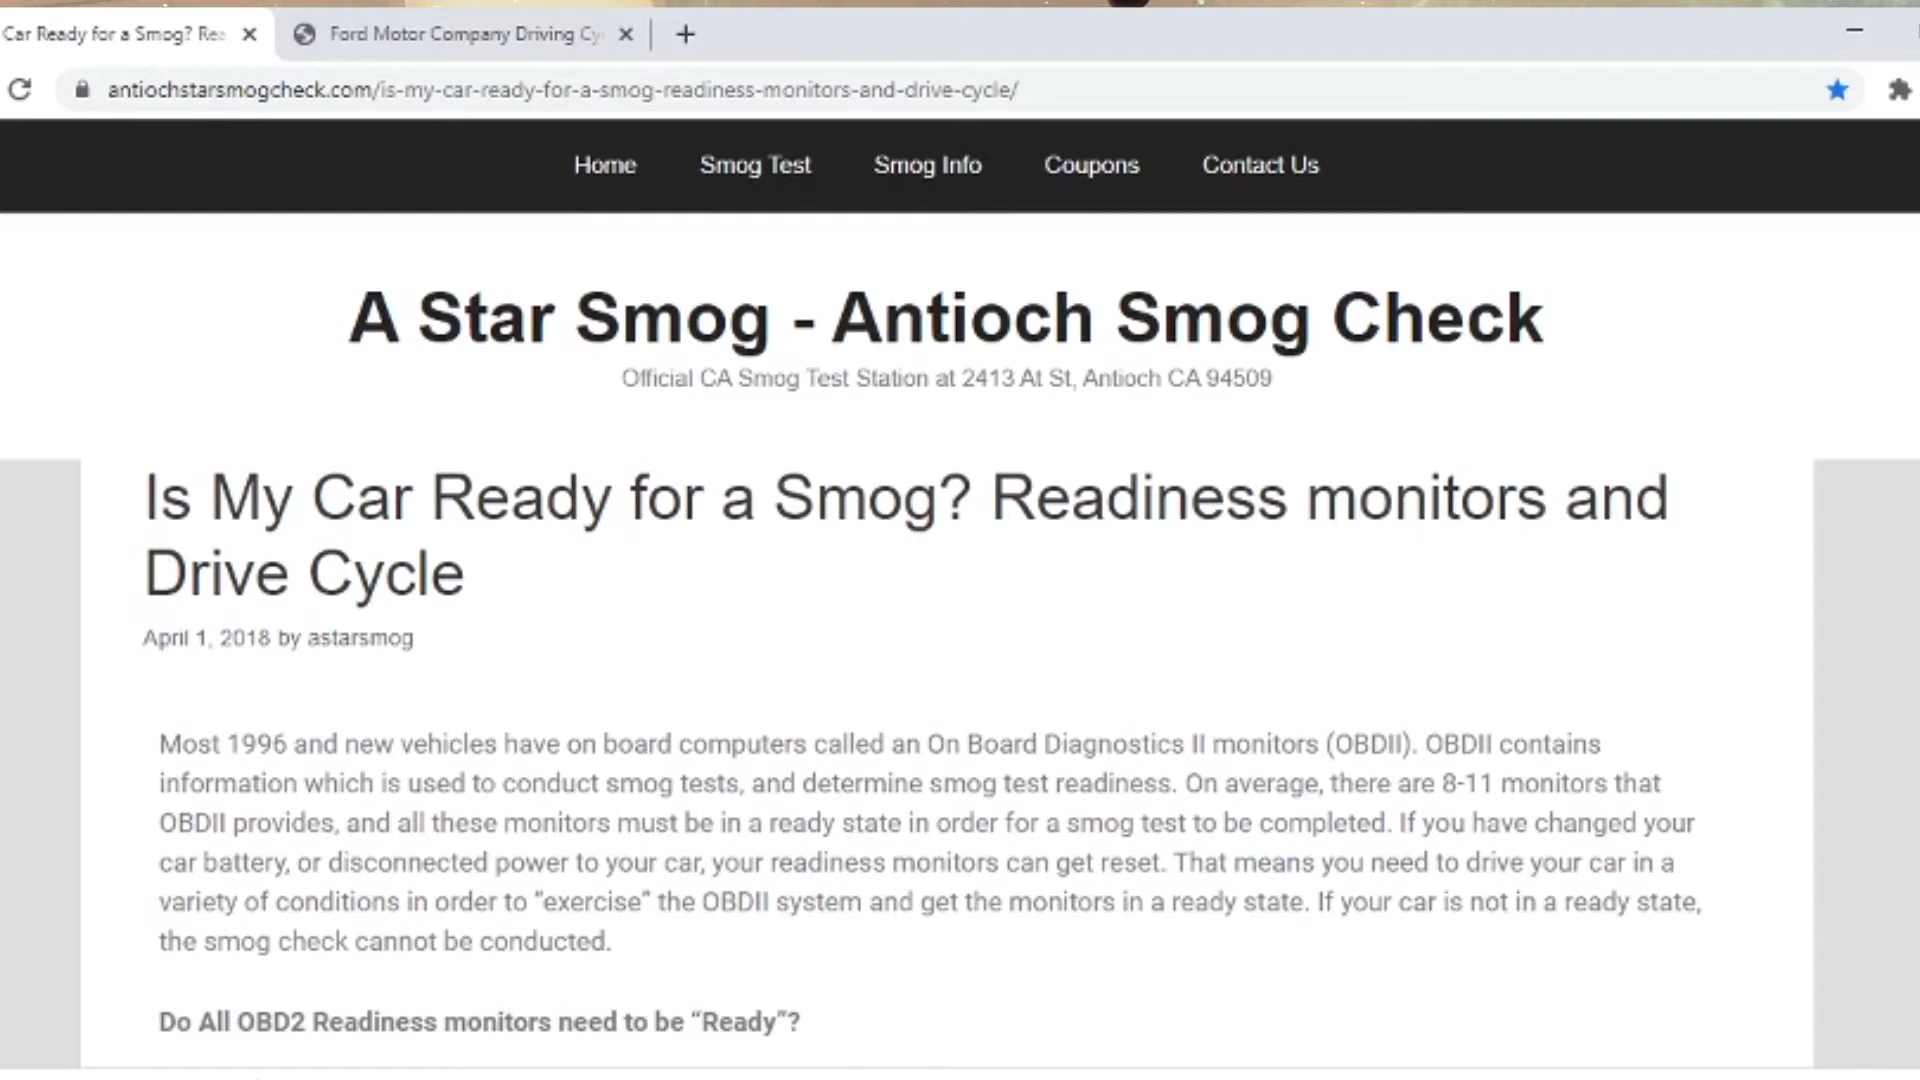 Car Ready for a Smog? Rea
Ford Motor Company Driving Cy
antiochstarsmogcheck.com/is-my-car-ready-for-a-smog-readiness-monitors-and-drive-cycle/
Home Smog Test Smog Info Coupons Contact Us
A Star Smog - Antioch Smog Check
Official CA Smog Test Station at 2413 At St, Antioch CA 94509
Is My Car Ready for a Smog? Readiness monitors and
Drive Cycle
April 1, 2018 by astarsmog
Most 1996 and new vehicles have on board computers called an On Board Diagnostics II monitors (OBDII). OBDII contains
information which is used to conduct smog tests, and determine smog test readiness. On average, there are 8-11 monitors that
OBDII provides, and all these monitors must be in a ready state in order for a smog test to be completed. If you have changed your
car battery, or disconnected power to your car, your readiness monitors can get reset. That means you need to drive your car in a
variety of conditions in order to “exercise” the OBDII system and get the monitors in a ready state. If your car is not in a ready state,
the smog check cannot be conducted.
Do All OBD2 Readiness monitors need to be “Ready”?